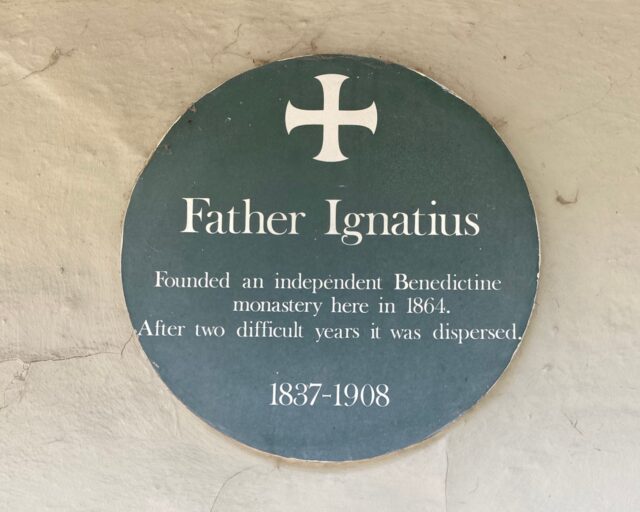 Father Ignatius
Founded an independent Benedictine
monastery here in 1864.
After two difficult years it was dispersed.
1837-1908